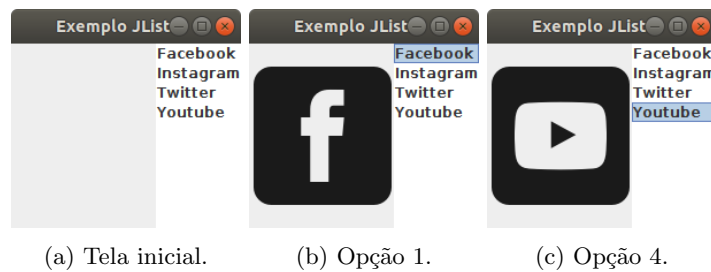 Exemplo JList
Facebook
Instagram
Twitter
Youtube
(a) Tela inicial.
Exemplo JList
Facebook
Instagram
Twitter
Youtube
(b) Opção 1.
Exemplo JList
Facebook
Instagram
Twitter
Youtube
(c) Opção 4.